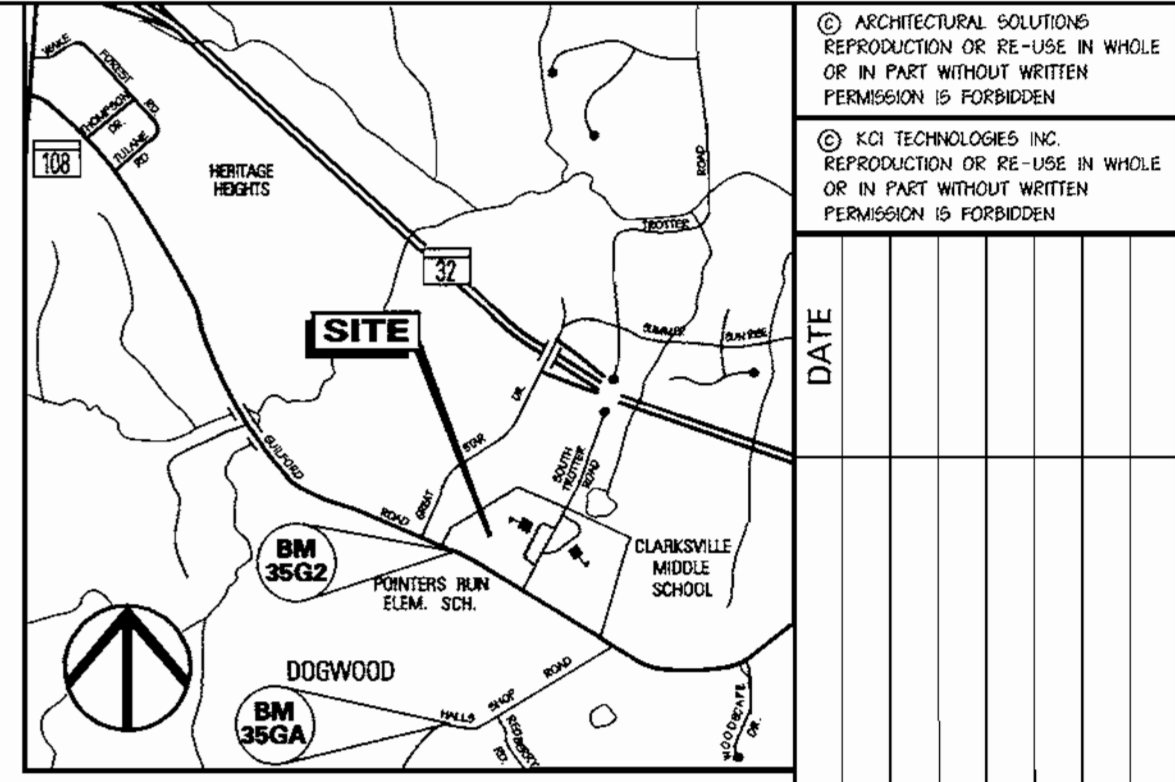 WAKE
FOREST
RD.
THOMPSON
DR.
TULANE
RD
108
HERITAGE
HEIGHTS
32
ROAD
TROTTER
SITE
SUMMER
SUN RISE
DR.
STAR
GREAT
GUILFORD
ROAD
SOUTH
TROTTER
ROAD
BM
35G2
POINTERS RUN
ELEM. SCH.
CLARKSVILLE
MIDDLE
SCHOOL
DOGWOOD
BM
35GA
HALLS SHOP ROAD
REDBERRY
RD.
WOODSCAPE
DR.
© ARCHITECTURAL SOLUTIONS
REPRODUCTION OR RE-USE IN WHOLE
OR IN PART WITHOUT WRITTEN
PERMISSION IS FORBIDDEN
© KCI TECHNOLOGIES INC.
REPRODUCTION OR RE-USE IN WHOLE
OR IN PART WITHOUT WRITTEN
PERMISSION IS FORBIDDEN
DATE